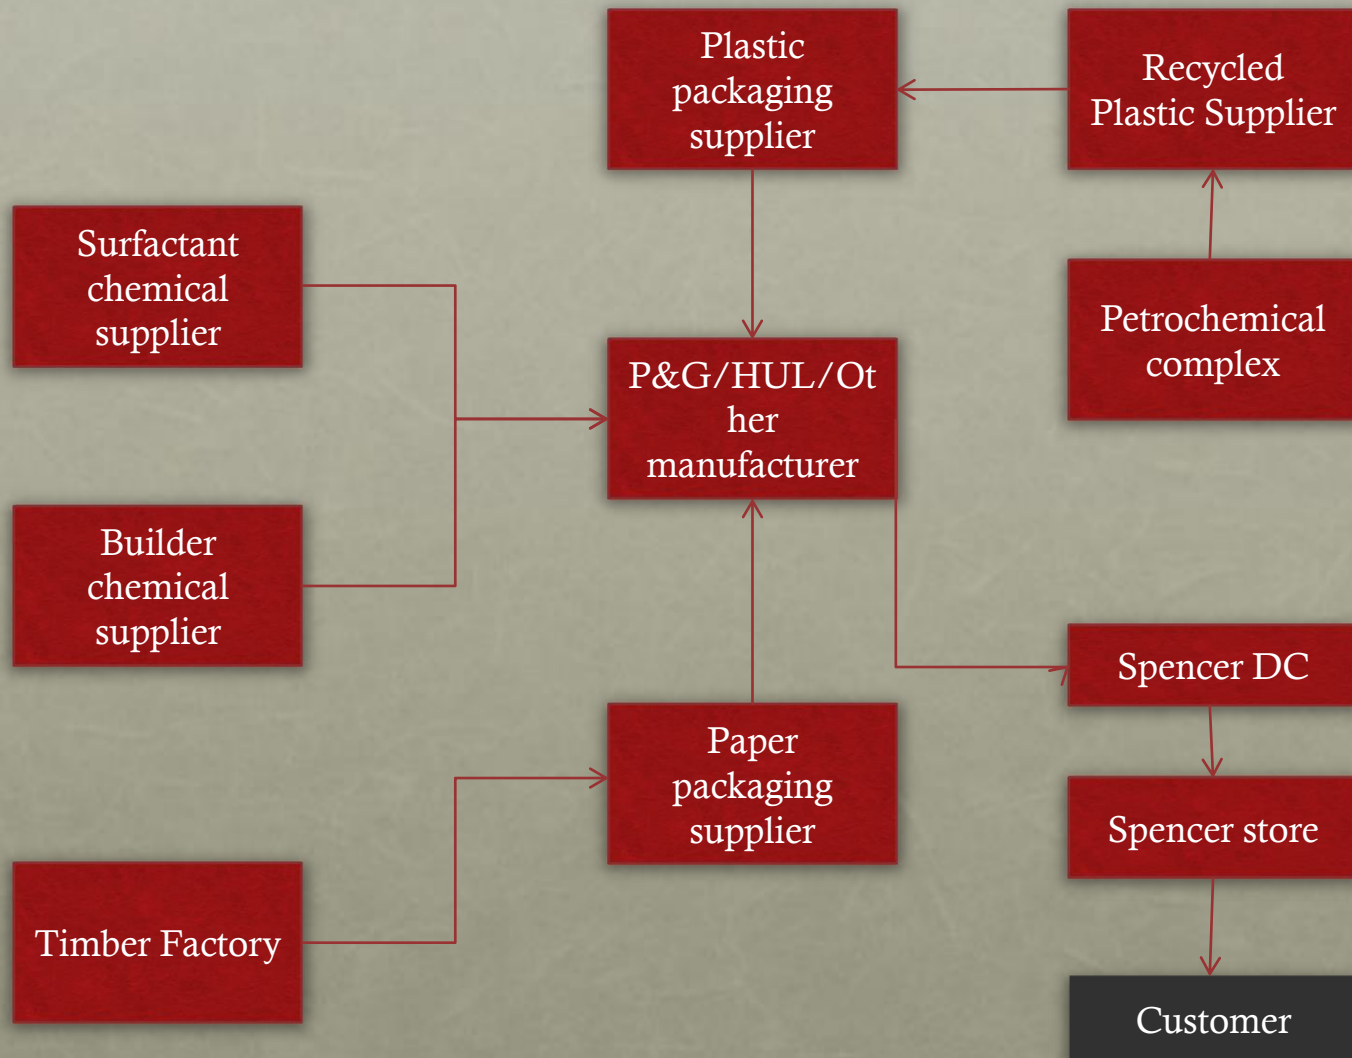 Plastic
packaging
supplier
Recycled
Plastic Supplier
Surfactant
chemical
supplier
Petrochemical
complex
P&G/HUL/Ot
her
manufacturer
Builder
chemical
supplier
Spencer DC
Paper
packaging
supplier
Spencer store
Timber Factory
Customer